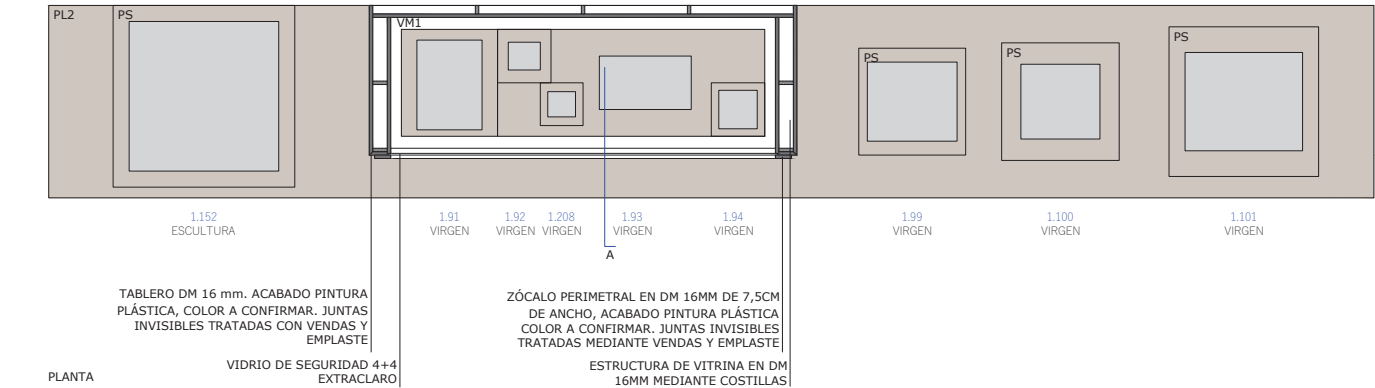 PL2
PS
VM1
PS
PS
PS
1.152
ESCULTURA
1.91
VIRGEN
1.92
VIRGEN
1.208
VIRGEN
1.93
VIRGEN
1.94
VIRGEN
1.99
VIRGEN
1.100
VIRGEN
1.101
VIRGEN
A
TABLERO DM 16 mm. ACABADO PINTURA
PLÁSTICA, COLOR A CONFIRMAR. JUNTAS
INVISIBLES TRATADAS CON VENDAS Y
EMPLASTE
VIDRIO DE SEGURIDAD 4+4
EXTRACLARO
ZÓCALO PERIMETRAL EN DM 16MM DE 7,5CM
DE ANCHO, ACABADO PINTURA PLÁSTICA
COLOR A CONFIRMAR. JUNTAS INVISIBLES
TRATADAS MEDIANTE VENDAS Y EMPLASTE
ESTRUCTURA DE VITRINA EN DM
16MM MEDIANTE COSTILLAS
PLANTA